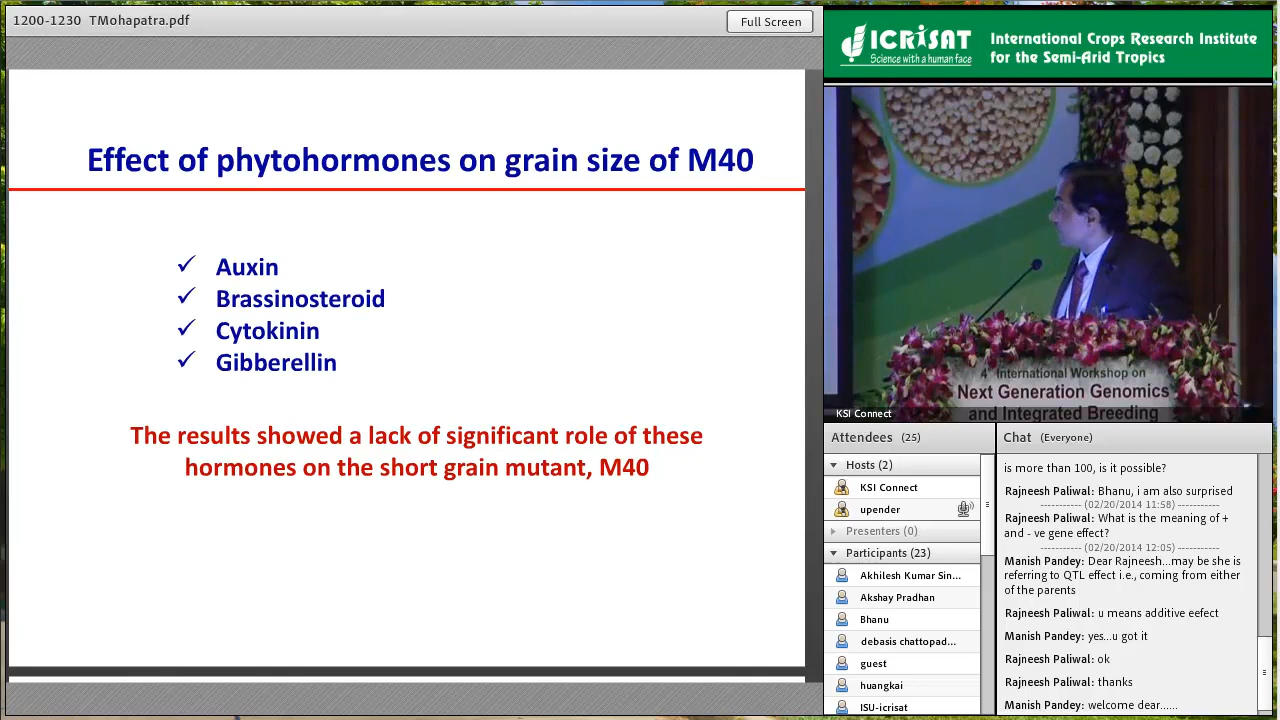 1200-1230 TMohapatra.pdf
Full Screen
Effect of phytohormones on grain size of M40
✓ Auxin
✓ Brassinosteroid
✓ Cytokinin
✓ Gibberellin
The results showed a lack of significant role of these
hormones on the short grain mutant, M40
ICRISAT
Science with a human face
International Crops Research Institute
for the Semi-Arid Tropics
4th International Workshop on
Next Generation Genomics
and Integrated Breeding
KSI Connect
Attendees (25)
Hosts (2)
KSI Connect
upender
Presenters (0)
Participants (23)
Akhilesh Kumar Sin...
Akshay Pradhan
Bhanu
debasis chattopad...
guest
huangkai
ISU-icrisat
Chat (Everyone)
is more than 100, is it possible?
Rajneesh Paliwal: Bhanu, i am also surprised
----------- (02/20/2014 11:58) -----------
Rajneesh Paliwal: What is the meaning of +
and - ve gene effect?
----------- (02/20/2014 12:05) -----------
Manish Pandey: Dear Rajneesh...may be she is
referring to QTL effect i.e., coming from either
of the parents
Rajneesh Paliwal: u means additive eefect
Manish Pandey: yes...u got it
Rajneesh Paliwal: ok
Rajneesh Paliwal: thanks
Manish Pandey: welcome dear......